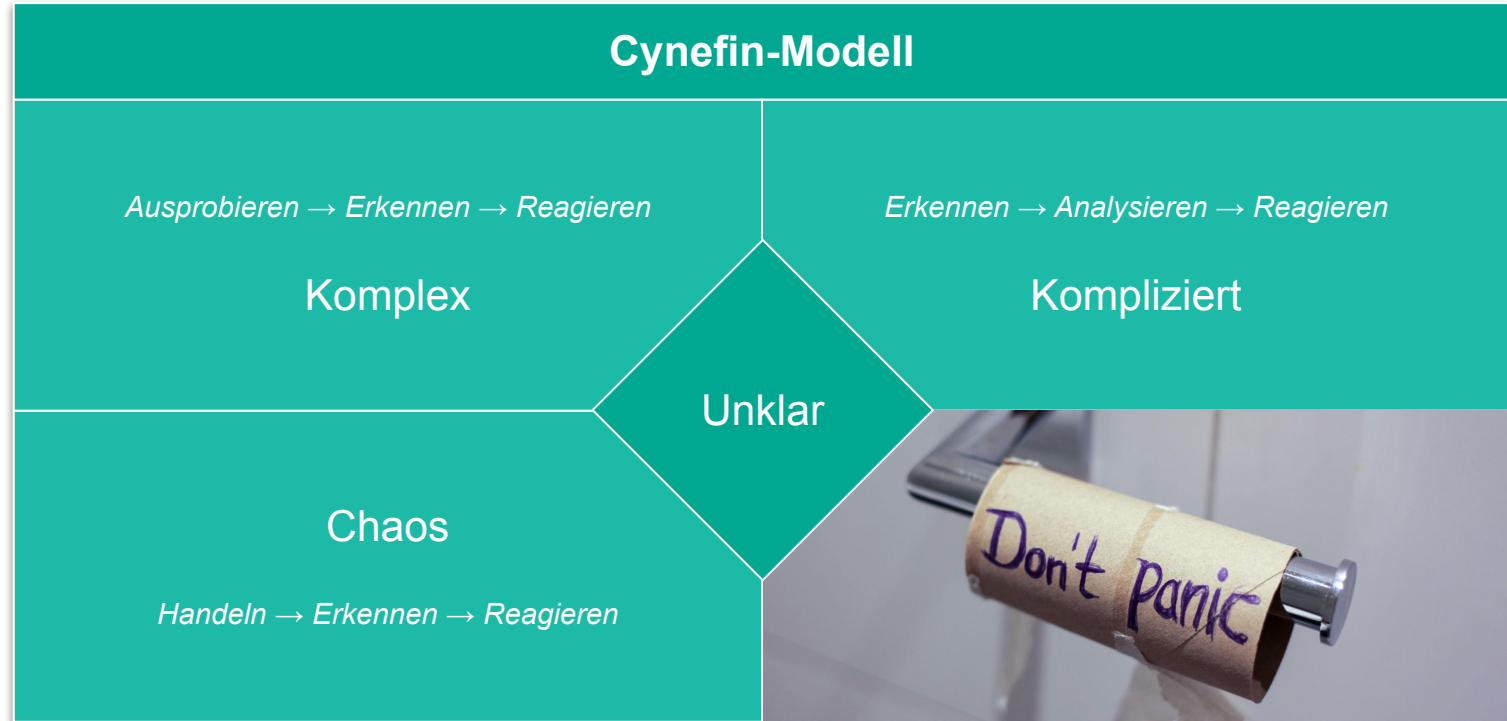 Cynefin-Modell
Ausprobieren → Erkennen → Reagieren
Komplex
Erkennen → Analysieren → Reagieren
Kompliziert
Unklar
Chaos
Handeln → Erkennen → Reagieren
Don't panic